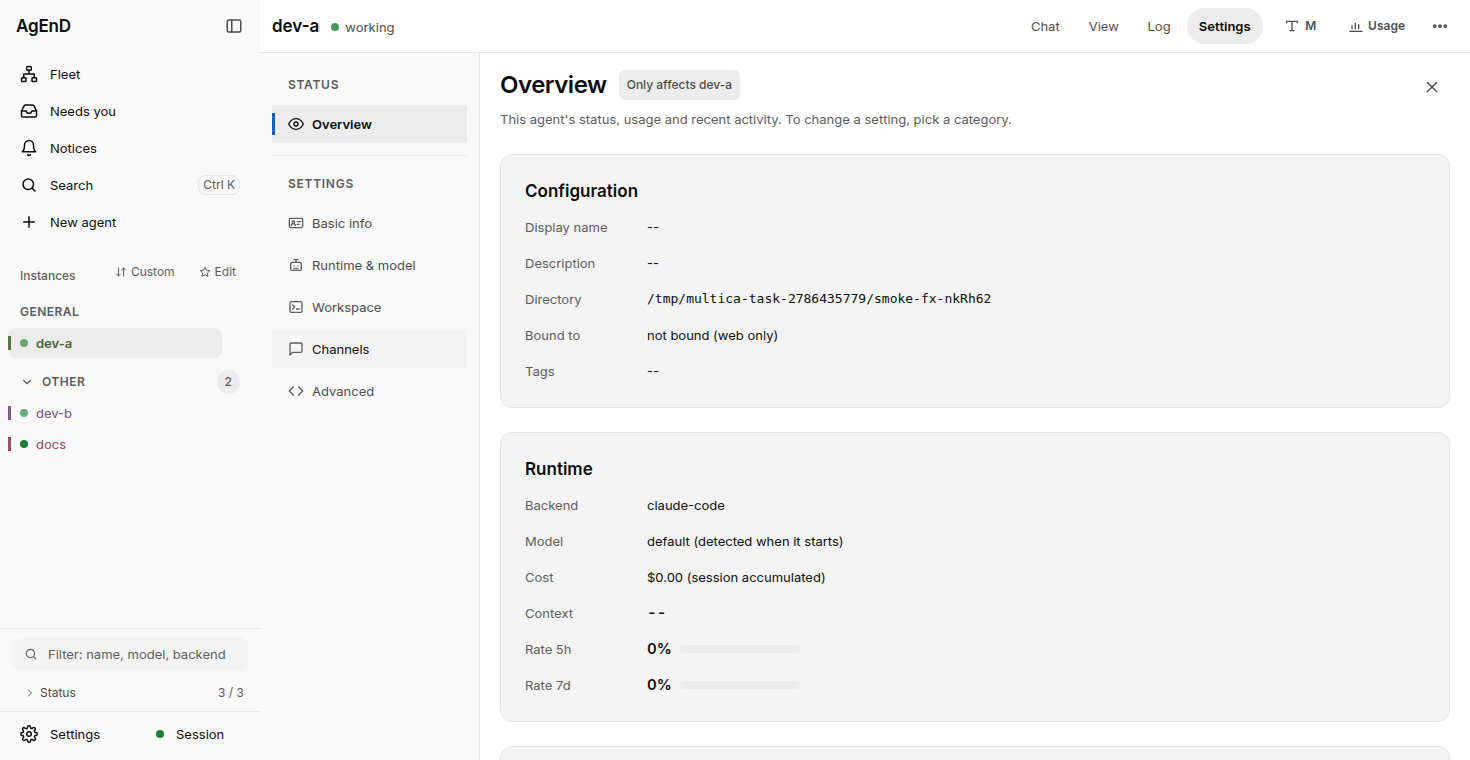 AgEnD
Fleet
Needs you
Notices
Search Ctrl K
New agent
Instances Custom Edit
GENERAL
dev-a
OTHER 2
dev-b
docs
Filter: name, model, backend
Status 3 / 3
Settings Session
dev-a working
Chat View Log Settings M Usage
STATUS
Overview
SETTINGS
Basic info
Runtime & model
Workspace
Channels
Advanced
Overview Only affects dev-a
This agent's status, usage and recent activity. To change a setting, pick a category.
Configuration
Display name --
Description --
Directory /tmp/multica-task-2786435779/smoke-fx-nkRh62
Bound to not bound (web only)
Tags --
Runtime
Backend claude-code
Model default (detected when it starts)
Cost $0.00 (session accumulated)
Context --
Rate 5h 0%
Rate 7d 0%